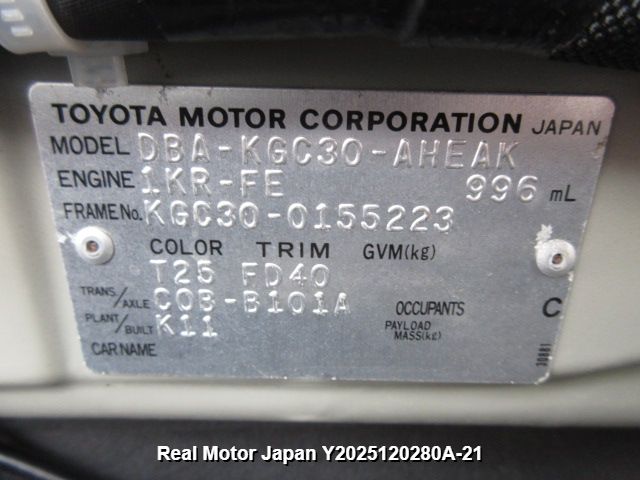 TOYOTA MOTOR CORPORATION JAPAN
MODEL DBA-KGC30-AHEAK
ENGINE 1KR-FE 996 mL
FRAME No. KGC30-0155223
COLOR TRIM GVM(kg)
T25 FD40
TRANS/AXLE C0B-B101A OCCUPANTS C
PLANT/BUILT K11 PAYLOAD MASS(kg)
CAR NAME
30881
Real Motor Japan Y2025120280A-21